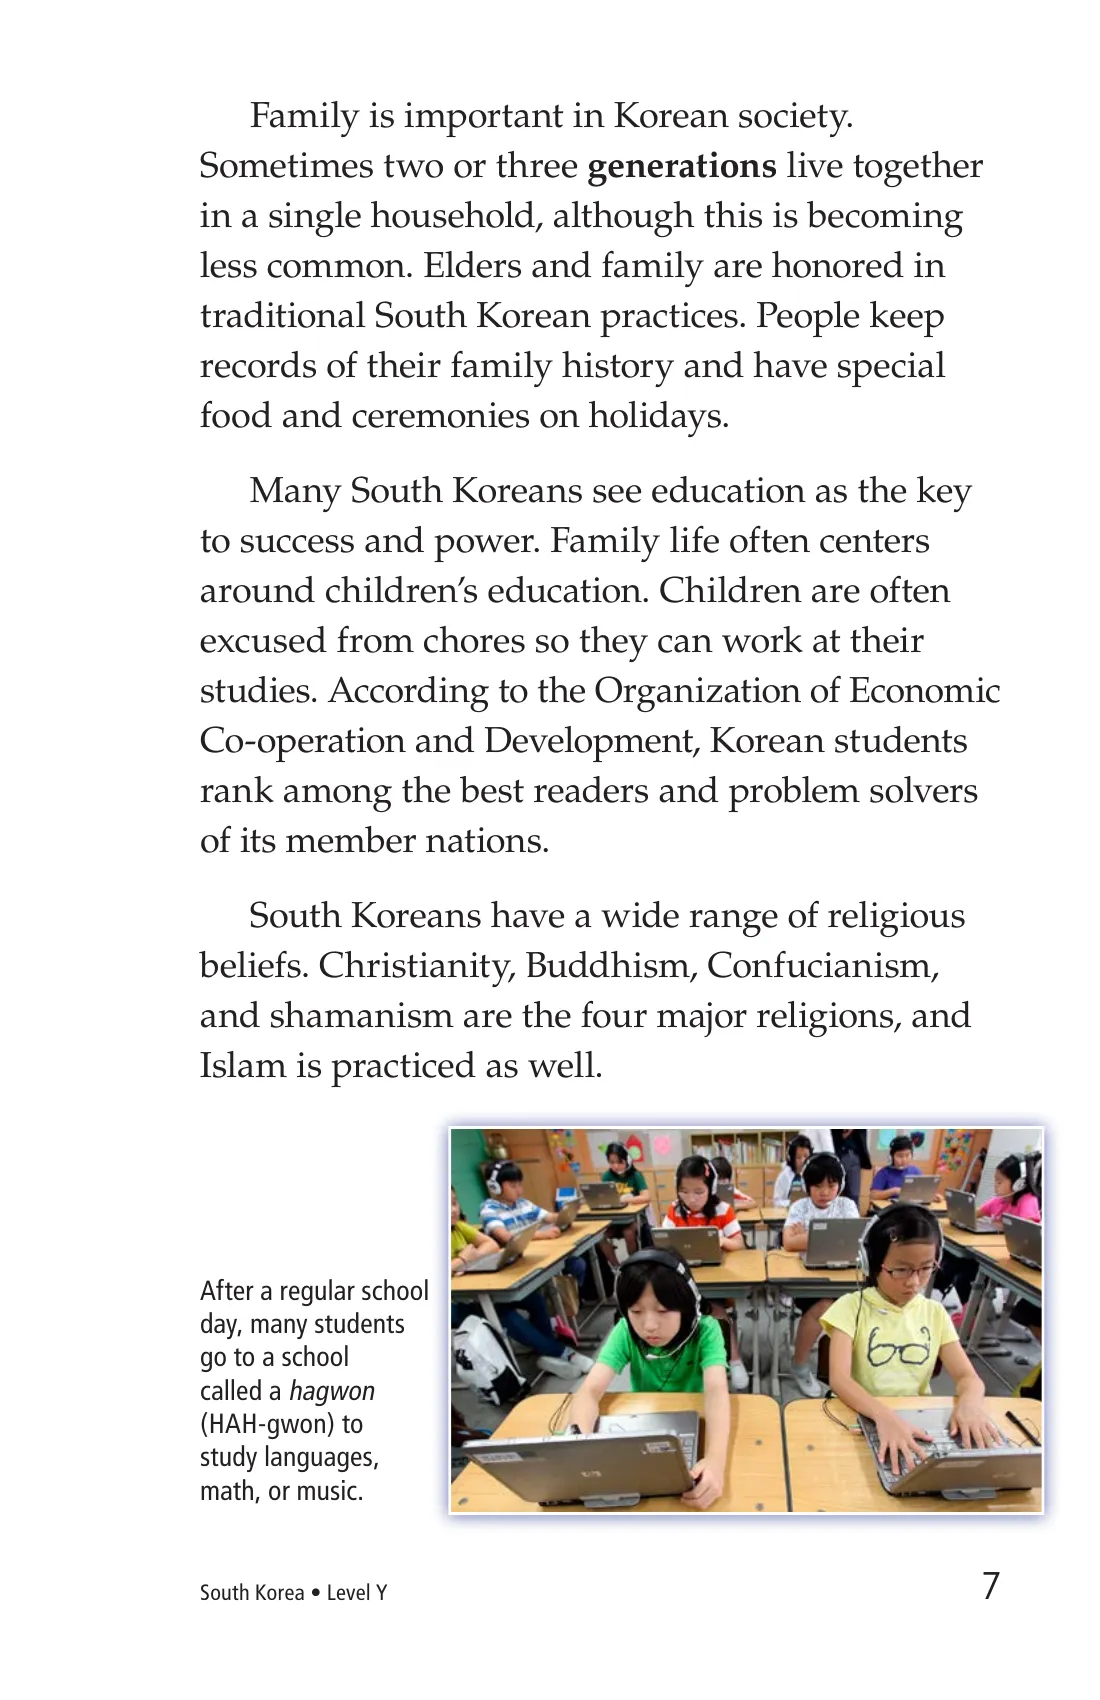 Family is important in Korean society.
Sometimes two or three generations live together
in a single household, although this is becoming
less common. Elders and family are honored in
traditional South Korean practices. People keep
records of their family history and have special
food and ceremonies on holidays.
Many South Koreans see education as the key
to success and power. Family life often centers
around children’s education. Children are often
excused from chores so they can work at their
studies. According to the Organization of Economic
Co-operation and Development, Korean students
rank among the best readers and problem solvers
of its member nations.
South Koreans have a wide range of religious
beliefs. Christianity, Buddhism, Confucianism,
and shamanism are the four major religions, and
Islam is practiced as well.
After a regular school
day, many students
go to a school
called a hagwon
(HAH-gwon) to
study languages,
math, or music.
South Korea • Level Y
7